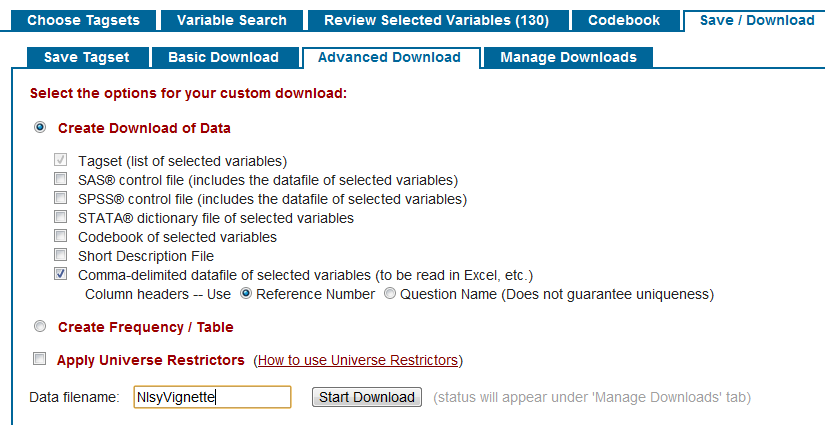 Choose Tagsets Variable Search Review Selected Variables (130) Codebook Save / Download
Save Tagset Basic Download Advanced Download Manage Downloads
Select the options for your custom download:
Create Download of Data
Tagset (list of selected variables)
SAS® control file (includes the datafile of selected variables)
SPSS® control file (includes the datafile of selected variables)
STATA® dictionary file of selected variables
Codebook of selected variables
Short Description File
Comma-delimited datafile of selected variables (to be read in Excel, etc.)
Column headers -- Use Reference Number Question Name (Does not guarantee uniqueness)
Create Frequency / Table
Apply Universe Restrictors (How to use Universe Restrictors)
Data filename: NlsyVignette Start Download (status will appear under 'Manage Downloads' tab)